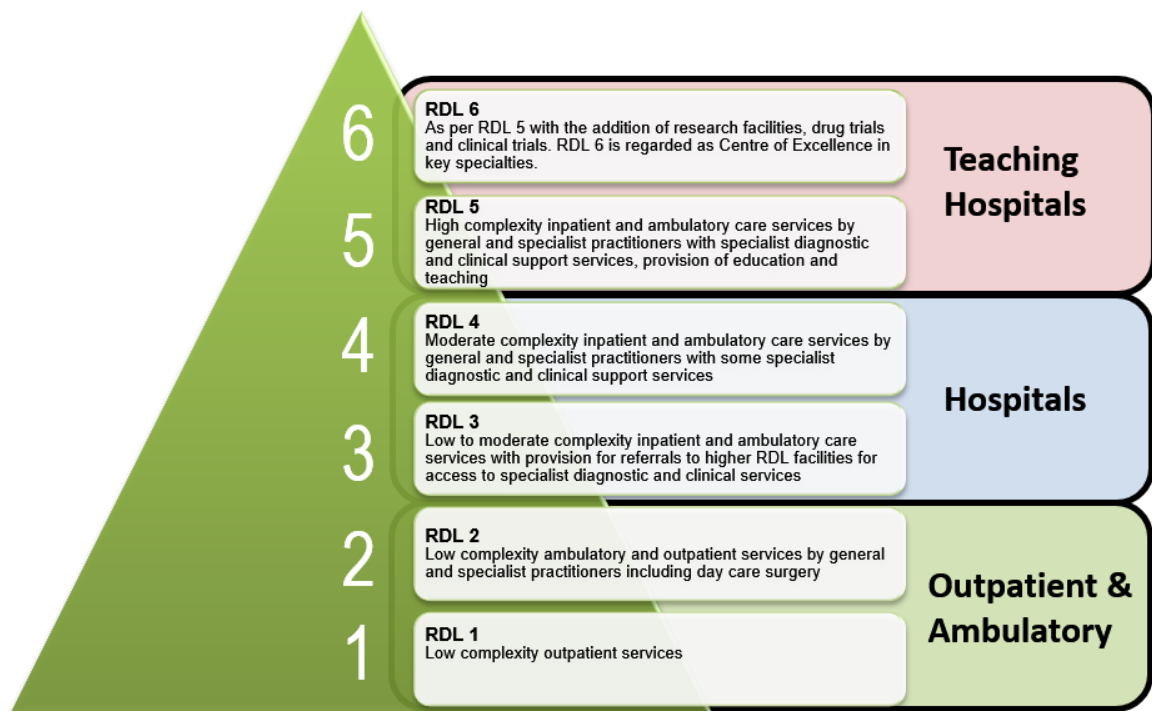 6
RDL 6
As per RDL 5 with the addition of research facilities, drug trials
and clinical trials. RDL 6 is regarded as Centre of Excellence in
key specialties.
5
RDL 5
High complexity inpatient and ambulatory care services by
general and specialist practitioners with specialist diagnostic
and clinical support services, provision of education and
teaching
Teaching
Hospitals
4
RDL 4
Moderate complexity inpatient and ambulatory care services by
general and specialist practitioners with some specialist
diagnostic and clinical support services
3
RDL 3
Low to moderate complexity inpatient and ambulatory care
services with provision for referrals to higher RDL facilities for
access to specialist diagnostic and clinical services
Hospitals
2
RDL 2
Low complexity ambulatory and outpatient services by general
and specialist practitioners including day care surgery
1
RDL 1
Low complexity outpatient services
Outpatient &
Ambulatory